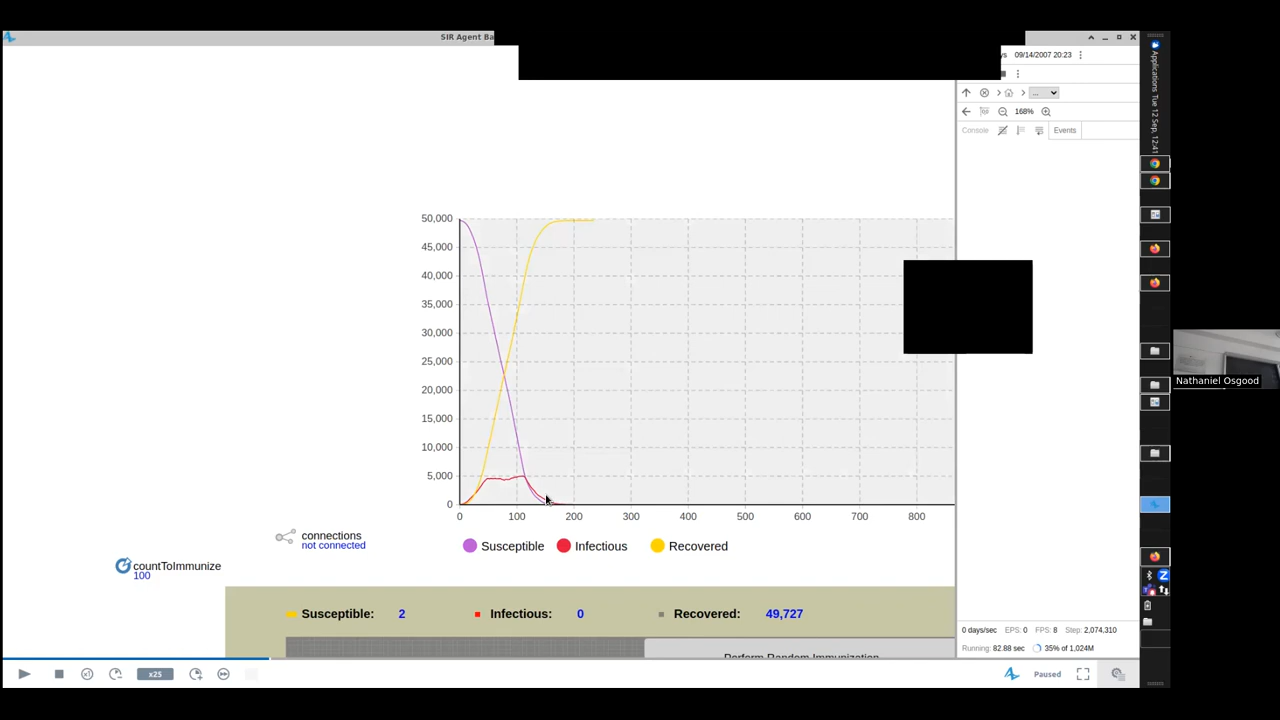 SIR Agent Ba
09/14/2007 20:23
...
168%
Console
Events
Applications Tue 12 Sep, 12:41
50,000
45,000
40,000
35,000
30,000
25,000
20,000
15,000
10,000
5,000
0
0 100 200 300 400 500 600 700 800
Susceptible Infectious Recovered
connections
not connected
countToImmunize
100
Susceptible: 2 Infectious: 0 Recovered: 49,727
Perform Random Immunization
0 days/sec EPS: 0 FPS: 8 Step: 2,074,310
Running: 82.88 sec 35% of 1,024M
x1 x25
Paused
Nathaniel Osgood